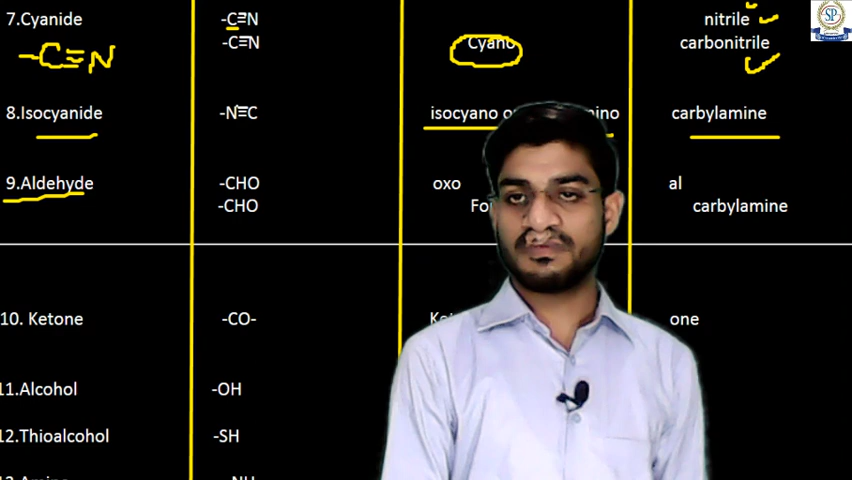 7.Cyanide -C≡N nitrile
-C≡N Cyano carbonitrile
-C≡N
8.Isocyanide -N≡C isocyano carbylamine
9.Aldehyde -CHO oxo al
-CHO carbylamine
10. Ketone -CO- one
11.Alcohol -OH
12.Thioalcohol -SH
SP